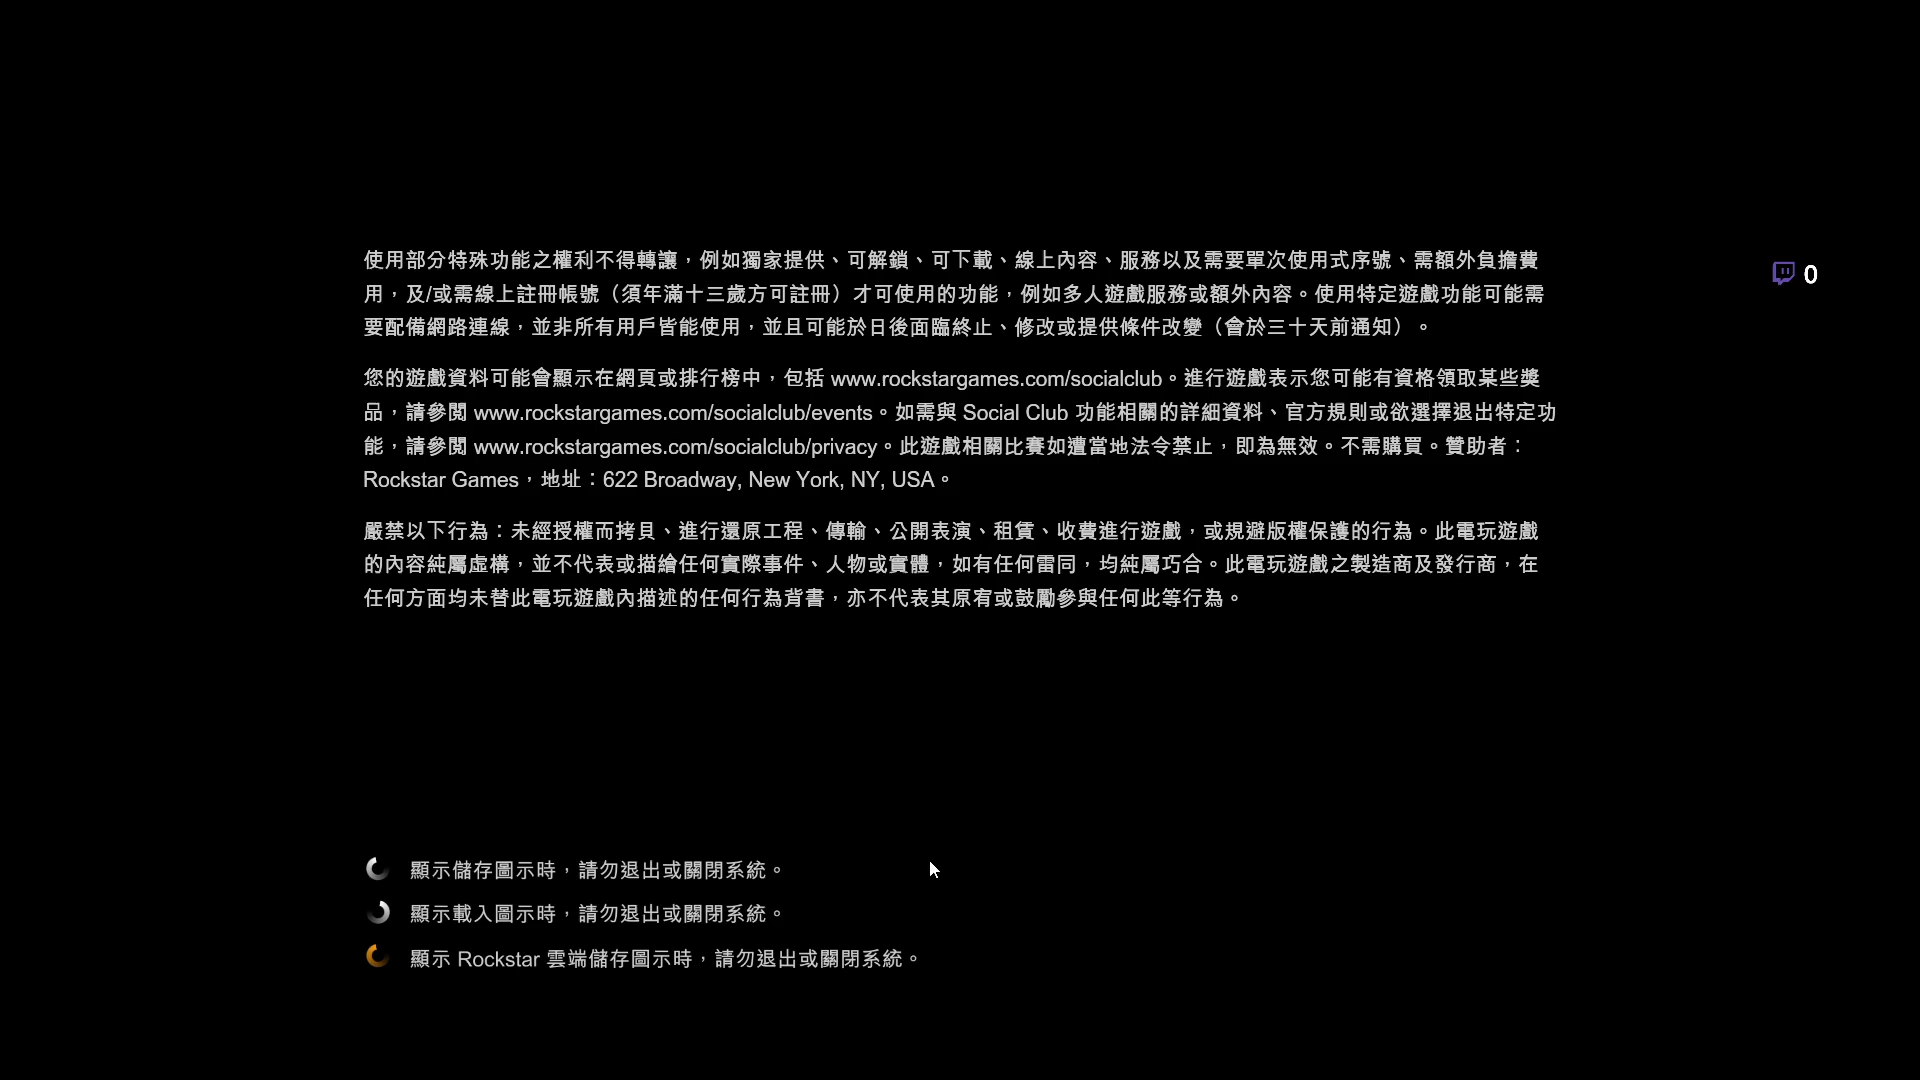 使用部分特殊功能之權利不得轉讓，例如獨家提供、可解鎖、可下載、線上內容、服務以及需要單次使用式序號、需額外負擔費
用，及/或需線上註冊帳號（須年滿十三歲方可註冊）才可使用的功能，例如多人遊戲服務或額外內容。使用特定遊戲功能可能需
要配備網路連線，並非所有用戶皆能使用，並且可能於日後面臨終止、修改或提供條件改變（會於三十天前通知）。
0
您的遊戲資料可能會顯示在網頁或排行榜中，包括 www.rockstargames.com/socialclub。進行遊戲表示您可能有資格領取某些獎
品，請參閱 www.rockstargames.com/socialclub/events。如需與 Social Club 功能相關的詳細資料、官方規則或欲選擇退出特定功
能，請參閱 www.rockstargames.com/socialclub/privacy。此遊戲相關比賽如遭當地法令禁止，即為無效。不需購買。贊助者：
Rockstar Games，地址：622 Broadway, New York, NY, USA。
嚴禁以下行為：未經授權而拷貝、進行還原工程、傳輸、公開表演、租賃、收費進行遊戲，或規避版權保護的行為。此電玩遊戲
的內容純屬虛構，並不代表或描繪任何實際事件、人物或實體，如有任何雷同，均純屬巧合。此電玩遊戲之製造商及發行商，在
任何方面均未替此電玩遊戲內描述的任何行為背書，亦不代表其原宥或鼓勵參與任何此等行為。
顯示儲存圖示時，請勿退出或關閉系統。
顯示載入圖示時，請勿退出或關閉系統。
顯示 Rockstar 雲端儲存圖示時，請勿退出或關閉系統。